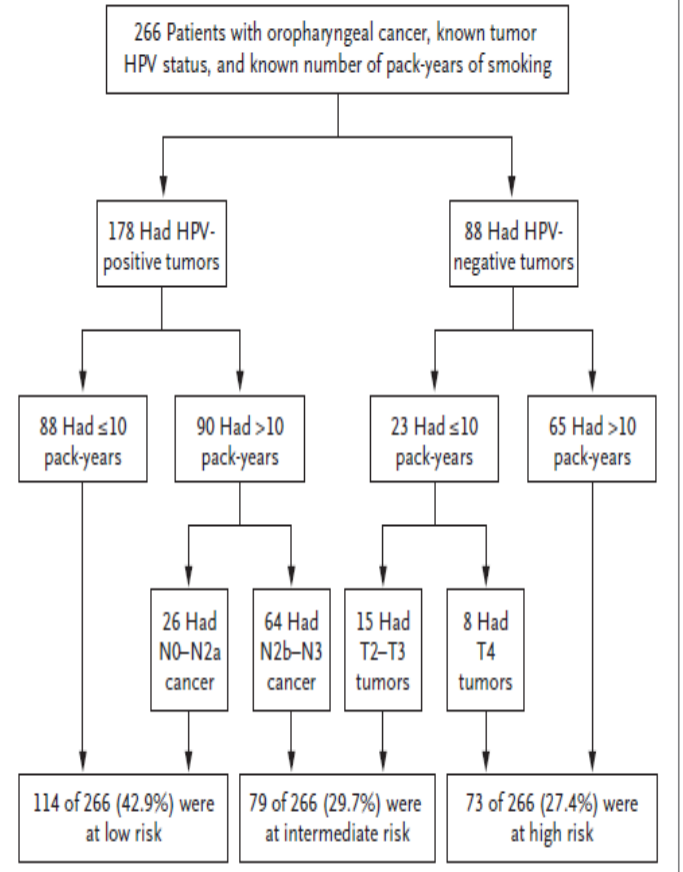 266 Patients with oropharyngeal cancer, known tumor
HPV status, and known number of pack-years of smoking
178 Had HPV-
positive tumors
88 Had HPV-
negative tumors
88 Had ≤10
pack-years
90 Had >10
pack-years
23 Had ≤10
pack-years
65 Had >10
pack-years
26 Had
N0–N2a
cancer
64 Had
N2b–N3
cancer
15 Had
T2–T3
tumors
8 Had
T4
tumors
114 of 266 (42.9%) were
at low risk
79 of 266 (29.7%) were
at intermediate risk
73 of 266 (27.4%) were
at high risk